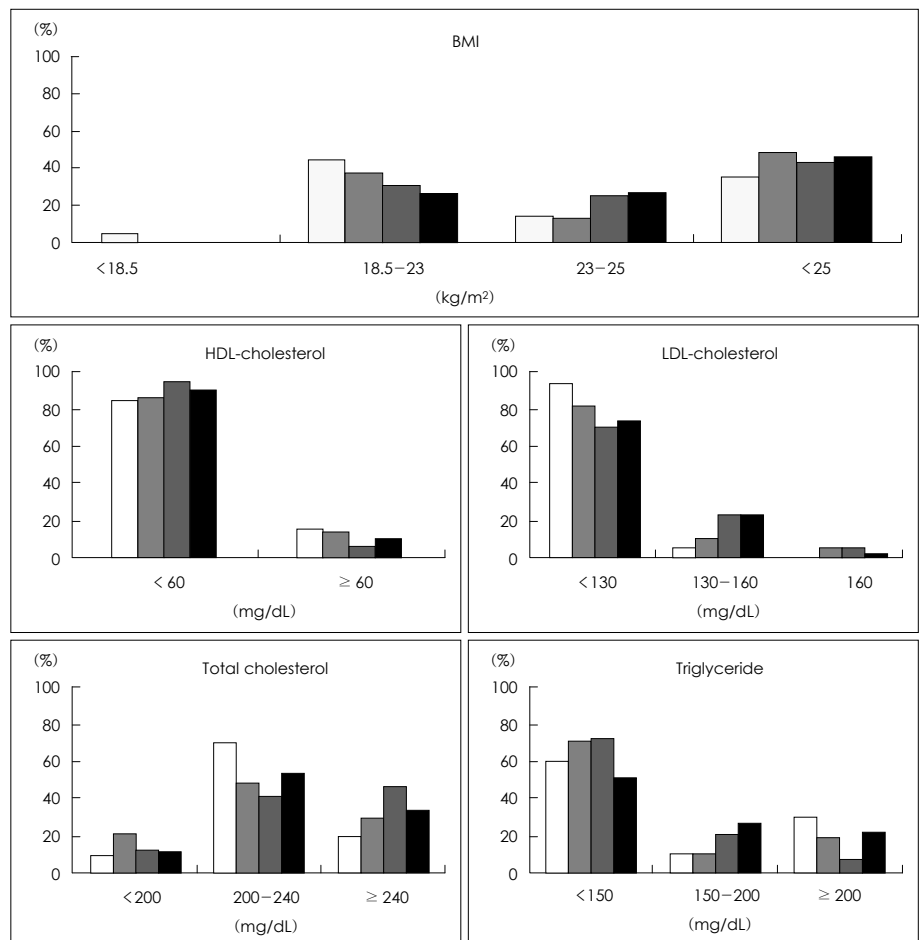 (%)
BMI
100
80
60
40
20
0
<18.5 18.5−23 23−25 <25
(kg/m²)
(%)
HDL-cholesterol
100
80
60
40
20
0
< 60 ≥ 60
(mg/dL)
(%)
LDL-cholesterol
100
80
60
40
20
0
<130 130−160 160
(mg/dL)
(%)
Total cholesterol
100
80
60
40
20
0
<200 200−240 ≥ 240
(mg/dL)
(%)
Triglyceride
100
80
60
40
20
0
<150 150−200 ≥ 200
(mg/dL)